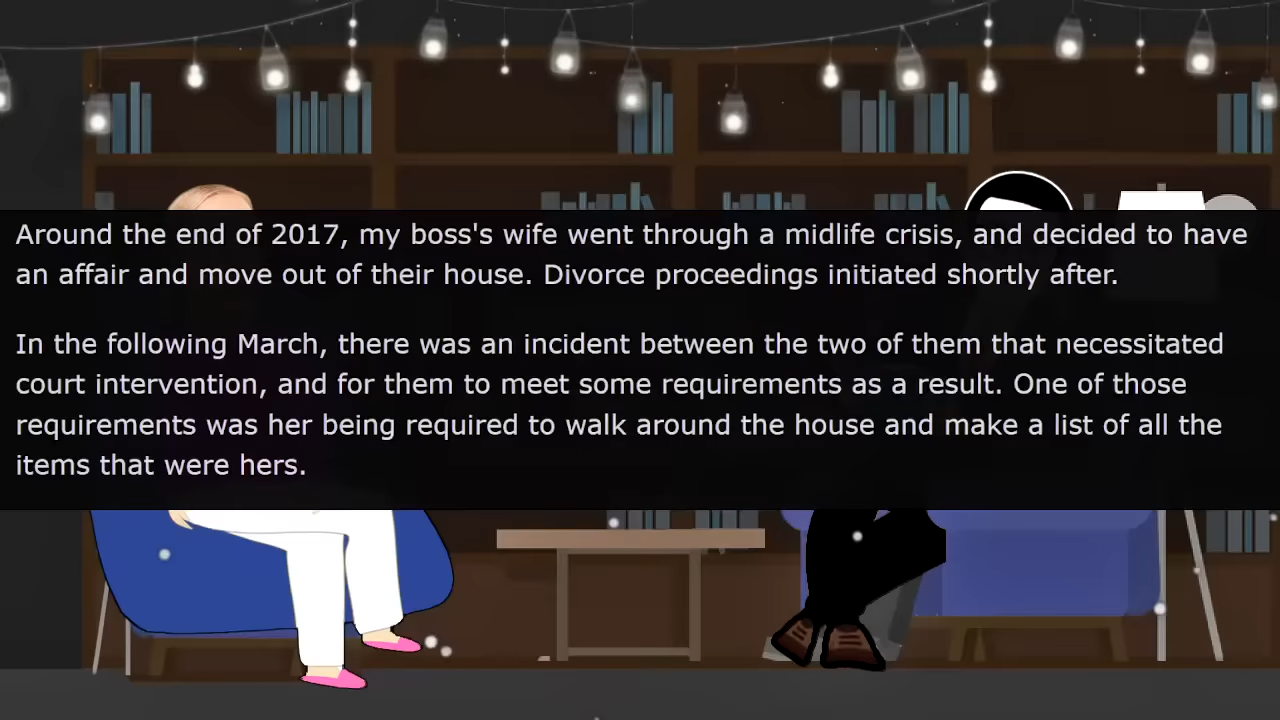 Around the end of 2017, my boss's wife went through a midlife crisis, and decided to have
an affair and move out of their house. Divorce proceedings initiated shortly after.
In the following March, there was an incident between the two of them that necessitated
court intervention, and for them to meet some requirements as a result. One of those
requirements was her being required to walk around the house and make a list of all the
items that were hers.